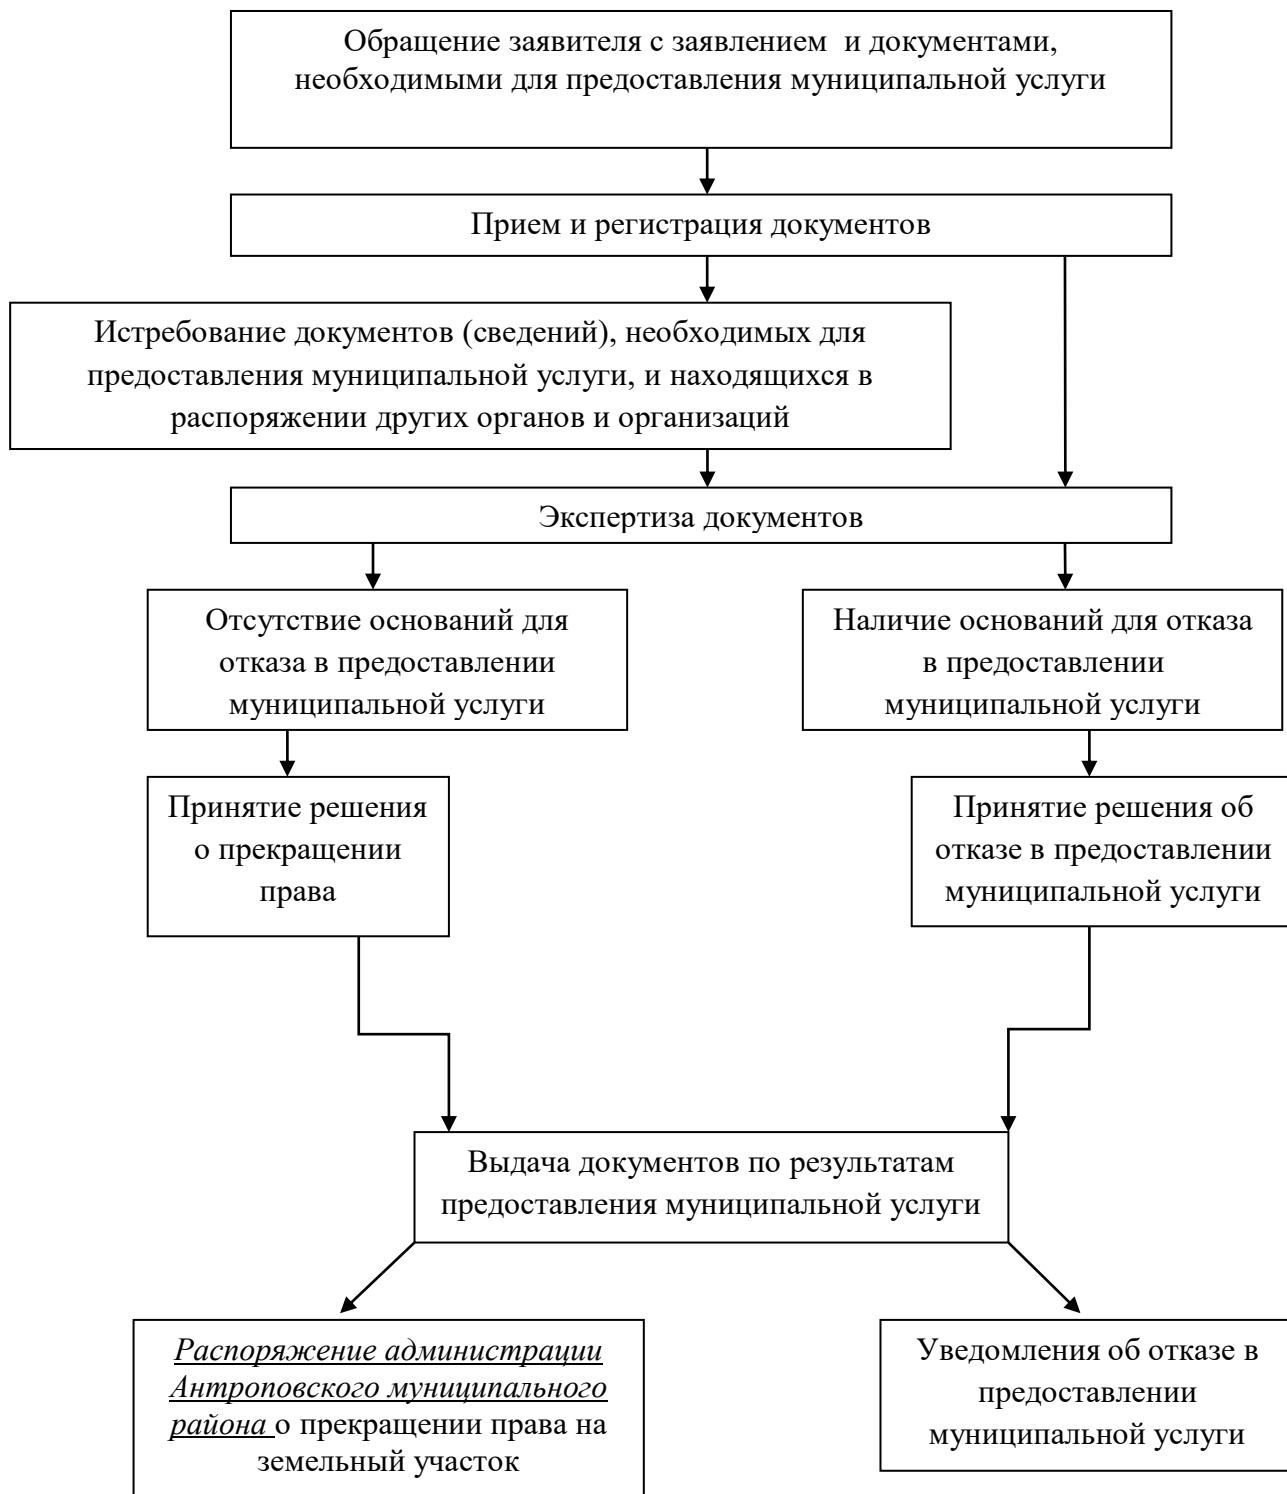 Обращение заявителя с заявлением и документами,
необходимыми для предоставления муниципальной услуги
Прием и регистрация документов
Истребование документов (сведений), необходимых для
предоставления муниципальной услуги, и находящихся в
распоряжении других органов и организаций
Экспертиза документов
Отсутствие оснований для
отказа в предоставлении
муниципальной услуги
Наличие оснований для отказа
в предоставлении
муниципальной услуги
Принятие решения
о прекращении
права
Принятие решения об
отказе в предоставлении
муниципальной услуги
Выдача документов по результатам
предоставления муниципальной услуги
Распоряжение администрации
Антроповского муниципального
района о прекращении права на
земельный участок
Уведомления об отказе в
предоставлении
муниципальной услуги